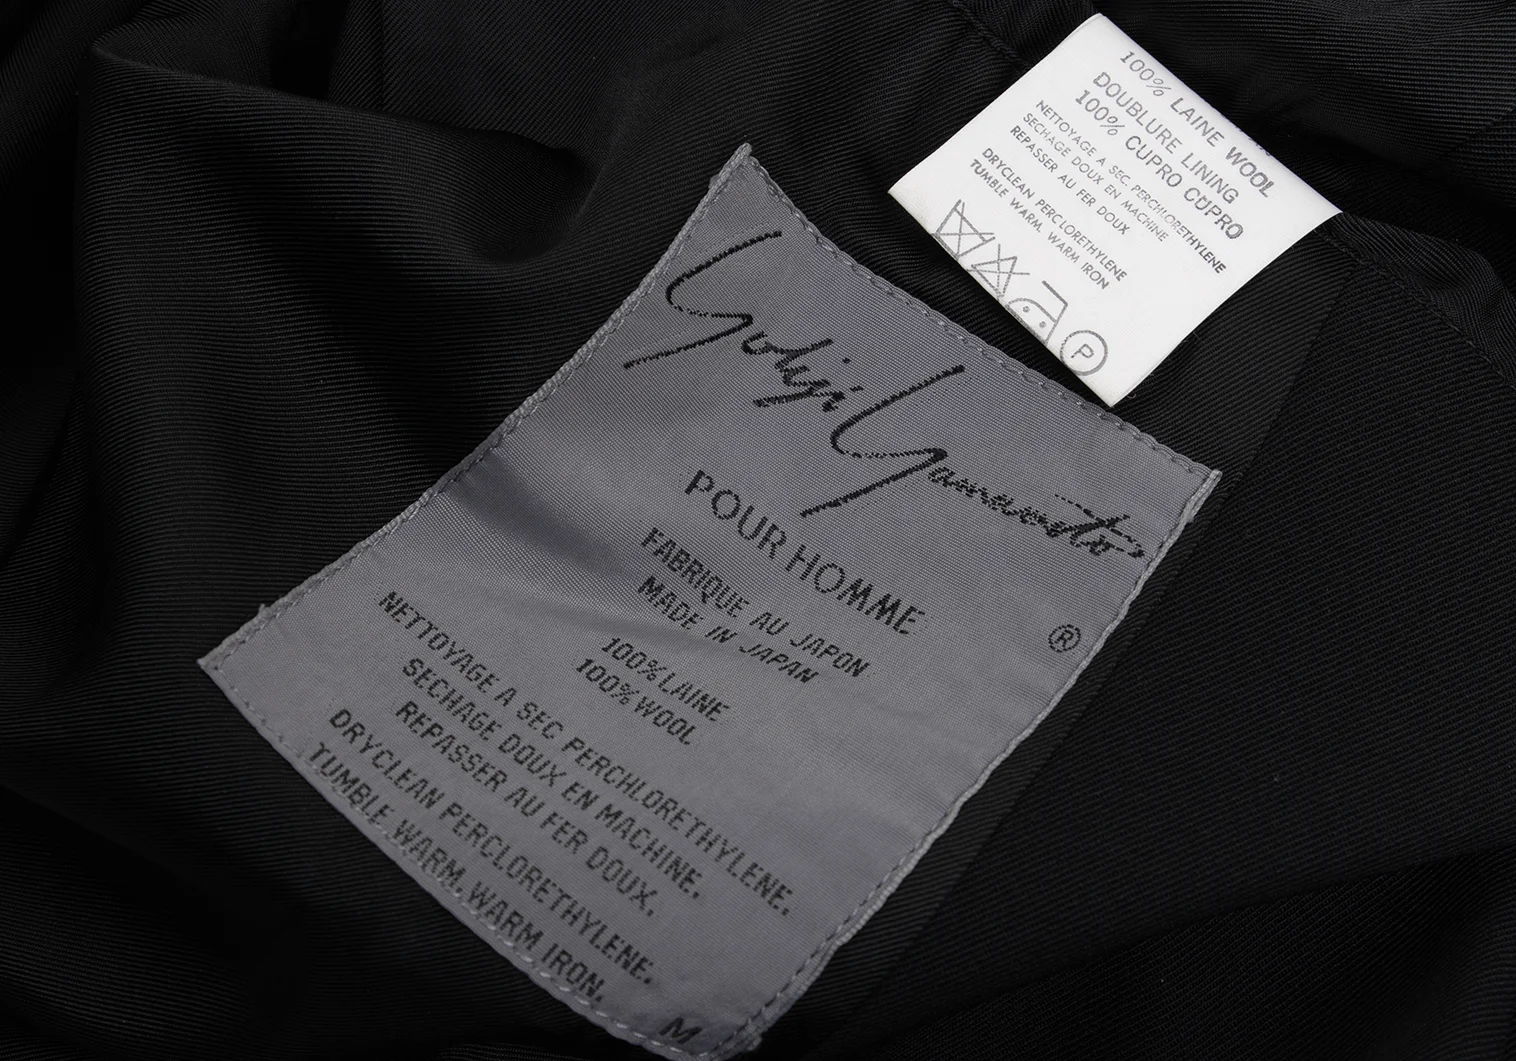 100% LAINE WOOL
DOUBLURE LINING
100% CUPRO CUPRO
NETTOYAGE A SEC. PERCHLORETHYLENE
SECHAGE DOUX EN MACHINE
REPASSER AU FER DOUX
DRYCLEAN PERCLORETHYLENE
TUMBLE WARM. WARM IRON
P
Yohji Yamamoto
POUR HOMME
®
FABRIQUE AU JAPON
MADE IN JAPAN
100% LAINE
100% WOOL
NETTOYAGE A SEC PERCHLORETHYLENE.
SECHAGE DOUX EN MACHINE.
REPASSER AU FER DOUX.
DRYCLEAN PERCLORETHYLENE.
TUMBLE WARM. WARM IRON.
M